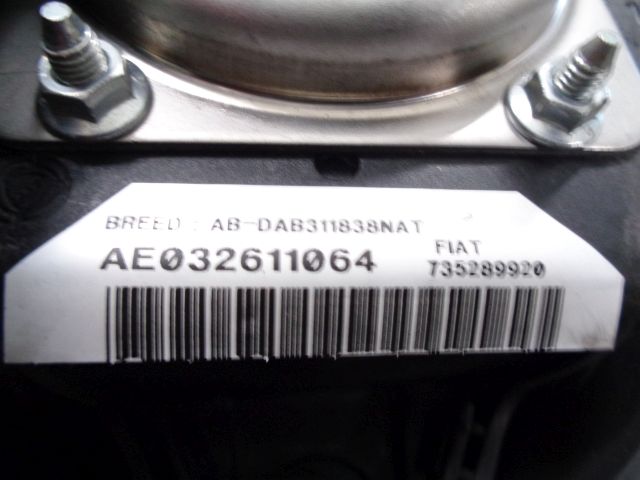 BREED : AB-DAB311838NAT
AE032611064
FIAT
735289920